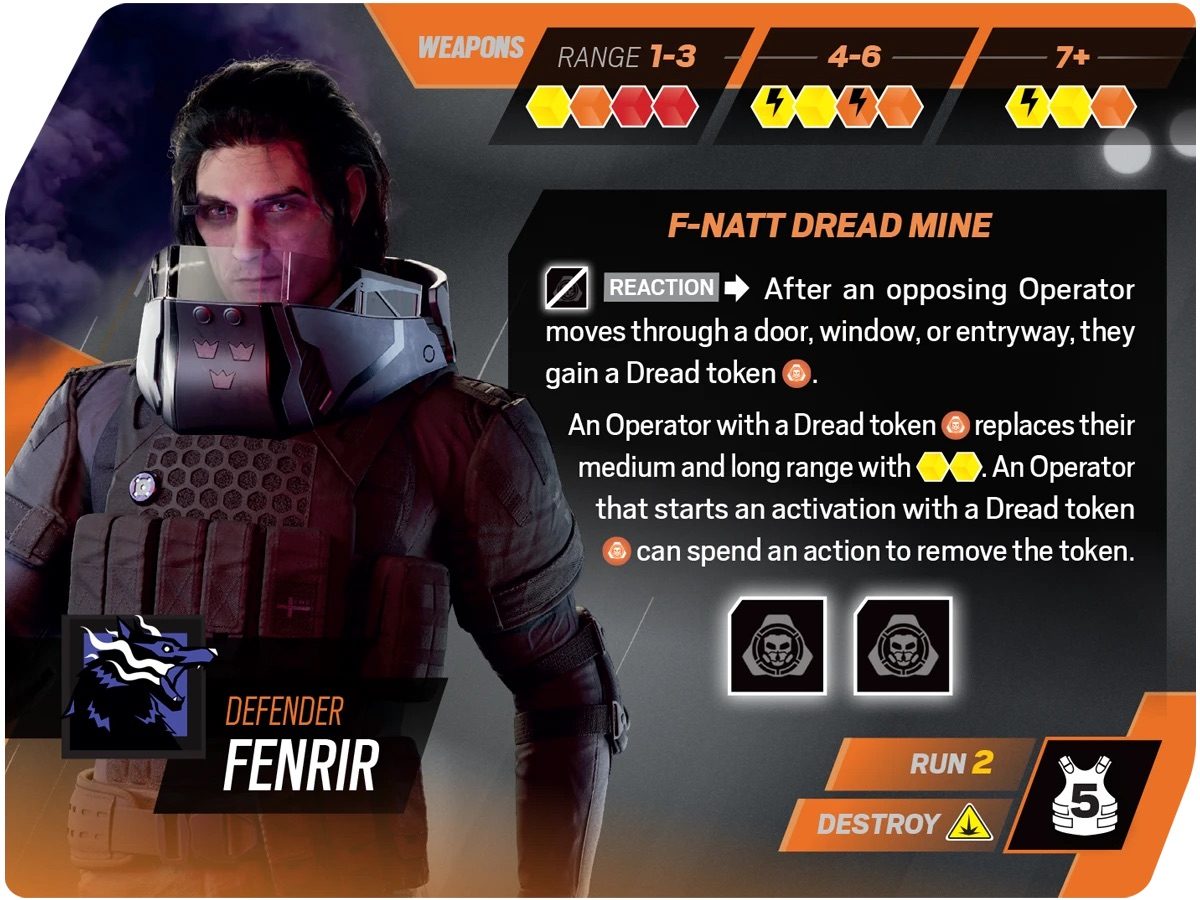 WEAPONS RANGE 1-3 4-6 7+
F-NATT DREAD MINE
REACTION After an opposing Operator
moves through a door, window, or entryway, they
gain a Dread token .
An Operator with a Dread token replaces their
medium and long range with . An Operator
that starts an activation with a Dread token
can spend an action to remove the token.
DEFENDER
FENRIR
RUN 2
DESTROY
5